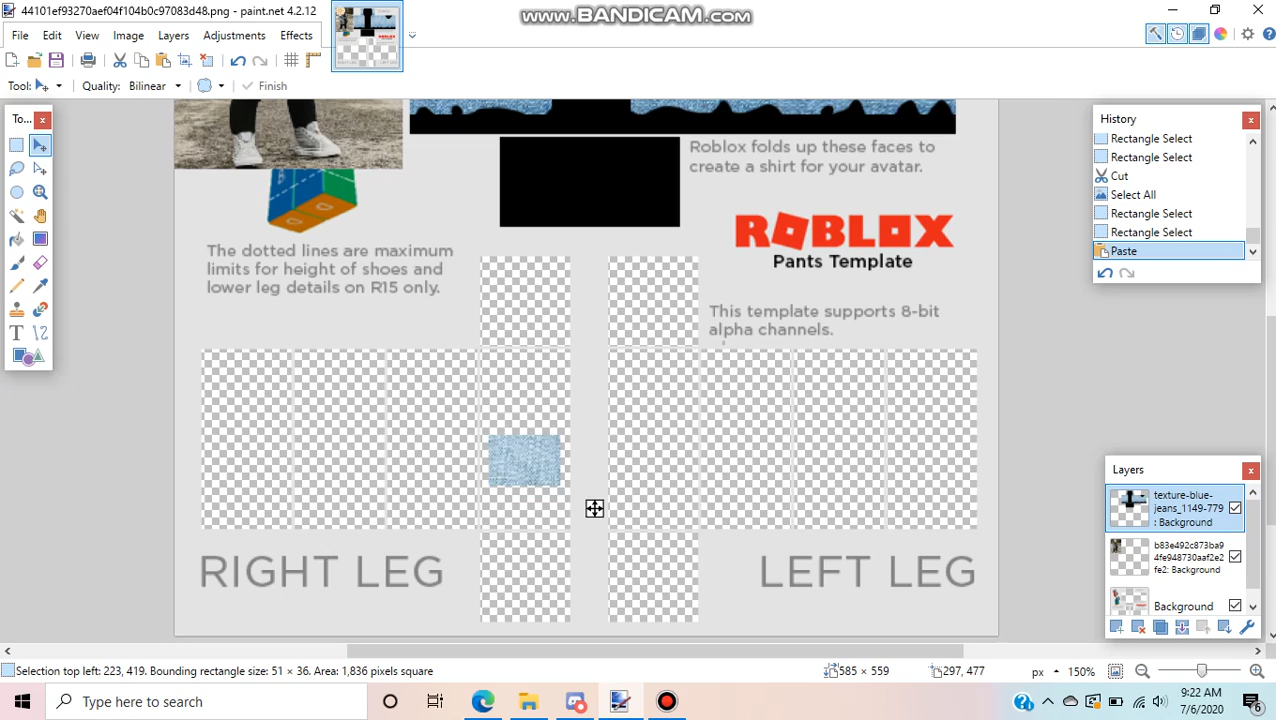 44101ef93270aef04f104b0c97083d48.png - paint.net 4.2.12
www.BANDICAM.com
File Edit View Image Layers Adjustments Effects
Tool: Quality: Bilinear Finish
To...
History
Rectangle Select
Rectangle Select
Cut
Select All
Rectangle Select
Rectangle Select
Paste
Roblox folds up these faces to
create a shirt for your avatar.
ROBLOX
Pants Template
The dotted lines are maximum
limits for height of shoes and
lower leg details on R15 only.
This template supports 8-bit
alpha channels.
RIGHT LEG
LEFT LEG
Layers
texture-blue-
jeans_1149-779
: Background
b83e492c873ba9
4fe948730aaf2e2
fe2: Background
Background
Selection top left: 223, 419. Bounding rectangle size: 51 × 36. Area: 1,836 pixels square
585 × 559
297, 477
px
150%
Type here to search
9:22 AM
7/6/2020
6